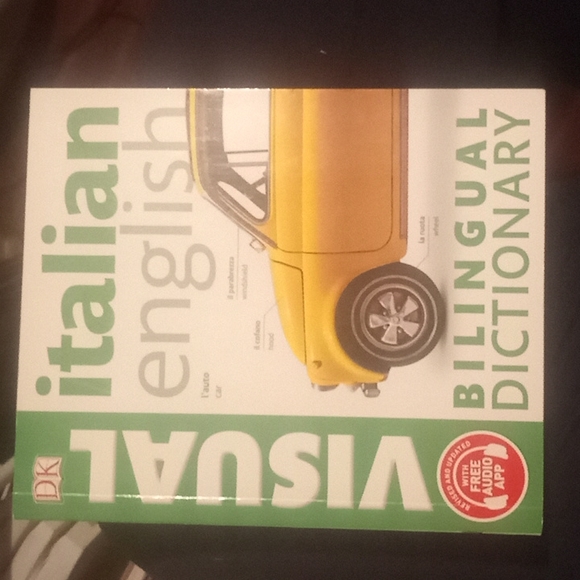 italian
english
l'auto
car
il cofano
hood
il parabrezza
windshield
la ruota
wheel
BILINGUAL
DICTIONARY
DK
VISUAL
REVISED AND UPDATED
WITH
FREE
AUDIO
APP